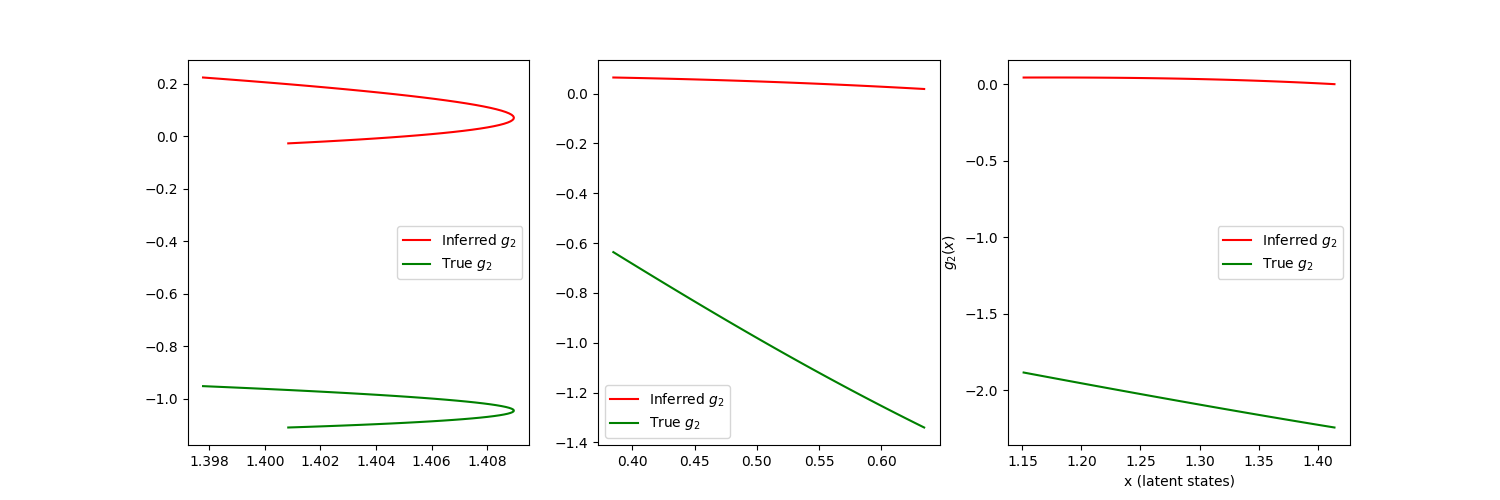 0.2
0.0
−0.2
−0.4
−0.6
−0.8
−1.0
1.398 1.400 1.402 1.404 1.406 1.408
Inferred g₂
True g₂
0.0
−0.2
−0.4
−0.6
−0.8
−1.0
−1.2
−1.4
0.40 0.45 0.50 0.55 0.60
Inferred g₂
True g₂
g₂(x)
0.0
−0.5
−1.0
−1.5
−2.0
1.15 1.20 1.25 1.30 1.35 1.40
x (latent states)
Inferred g₂
True g₂